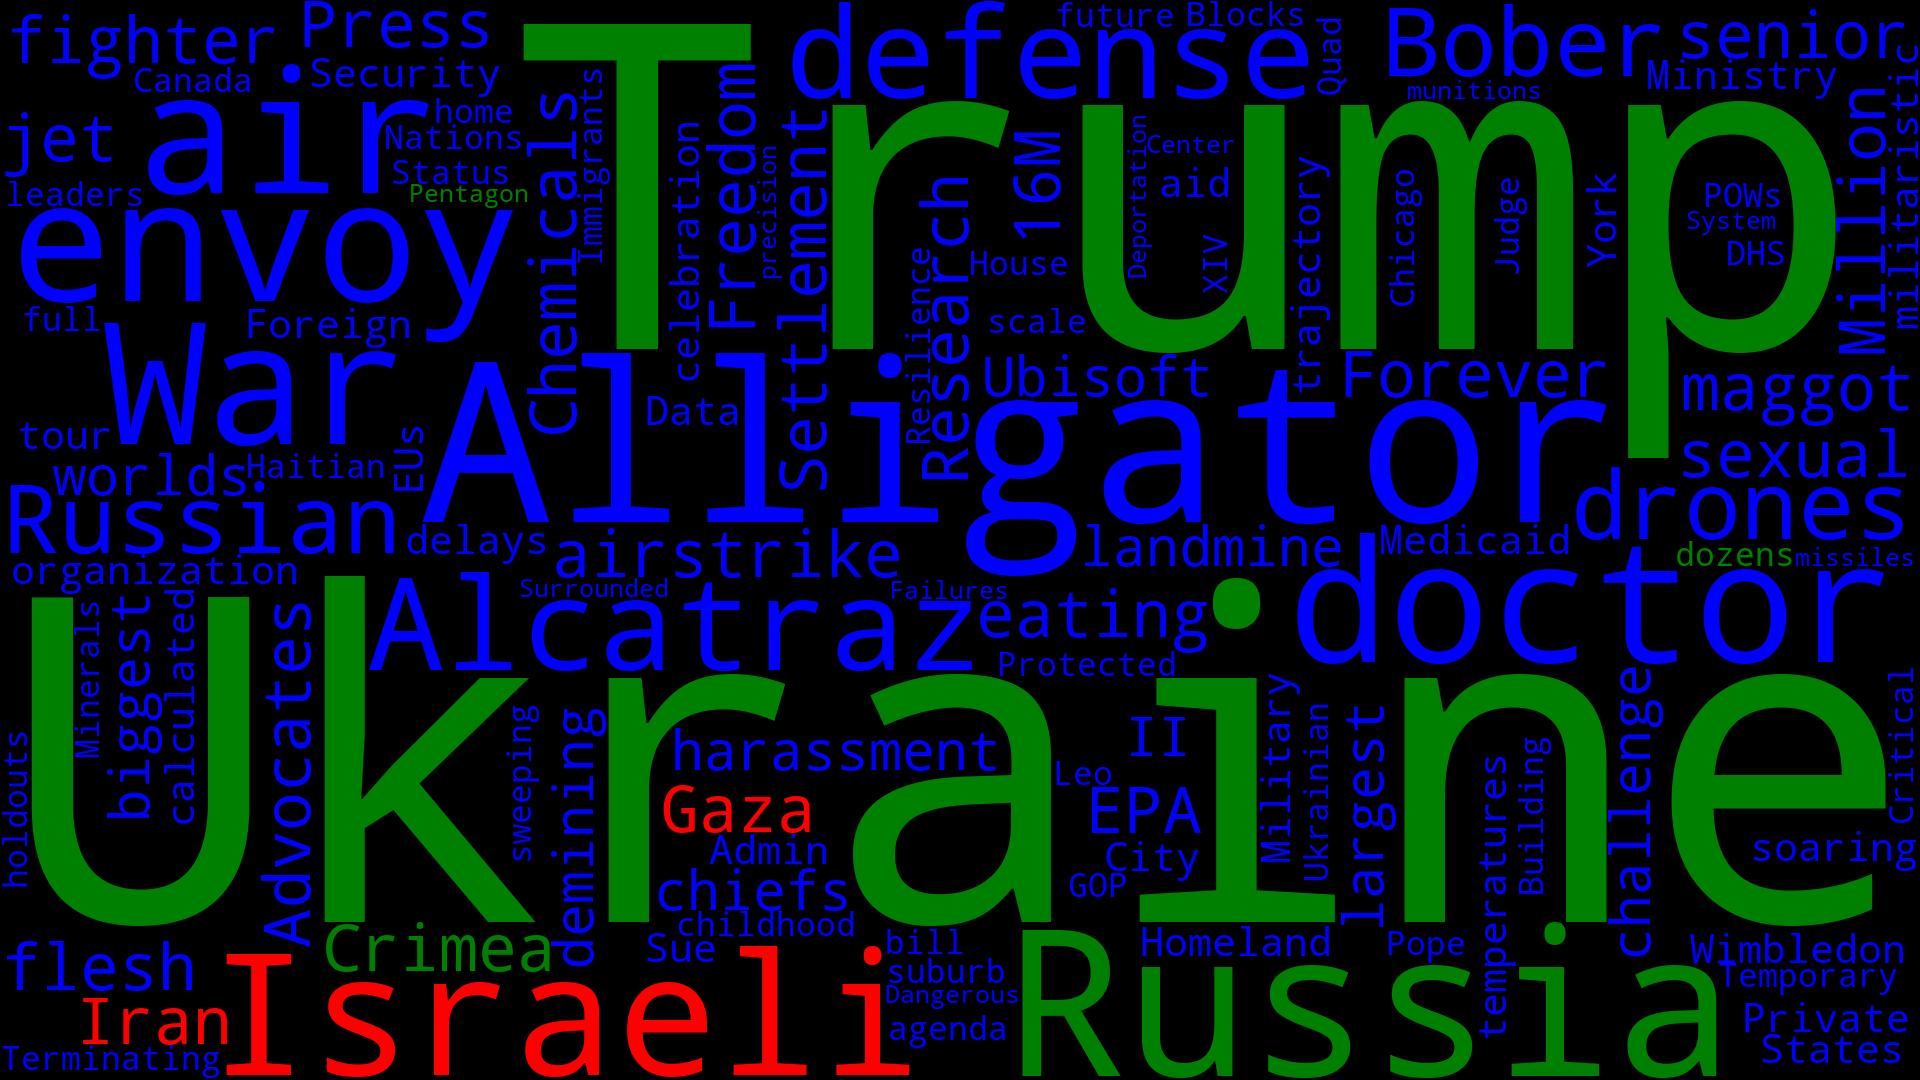 fighter
Press
Trump
defense
future
Blocks
Quad
Bober
senior
Canada
Security
munitions
Ministry
militaristic
jet
air
home
Nations
Status
Pentagon
leaders
Chemicals
Immigrants
celebration
Freedom
precision
Settlement
Research
Resilience
16M
House
Deportation
Center
aid
XIV
trajectory
Chicago
Judge
York
POWs
System
DHS
Million
envoy
full
Foreign
scale
War
Alligator
Data
Ubisoft
Forever
maggot
tour
worlds
Haitian
EUs
sexual
Russian
delays
airstrike
landmine
Medicaid
drones
dozens
missiles
organization
Surrounded
Failures
Alcatraz
eating
doctor
Protected
Ukraine
Minerals
biggest
calculated
Advocates
holdouts
sweeping
demining
harassment
Gaza
Admin
chiefs
childhood
II
Leo
EPA
City
GOP
Military
Ukrainian
largest
temperatures
Building
challenge
Critical
soaring
Crimea
Sue
bill
Homeland
Pope
Wimbledon
flesh
suburb
Temporary
Dangerous
Iran
Israeli
agenda
Russia
Private
Terminating
States